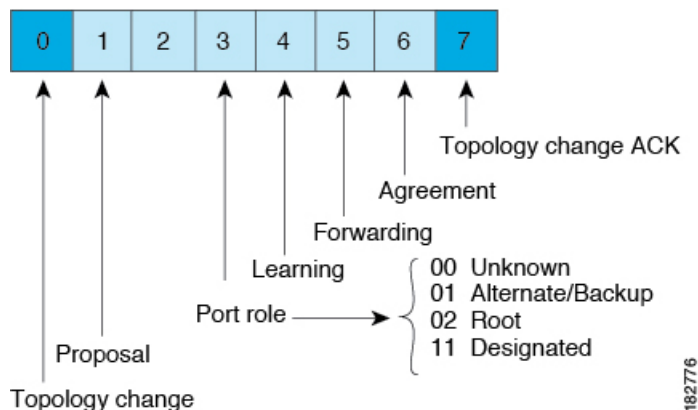 0 1 2 3 4 5 6 7
Topology change ACK
Agreement
Forwarding
Learning
Port role
00 Unknown
01 Alternate/Backup
02 Root
11 Designated
Proposal
Topology change
182776